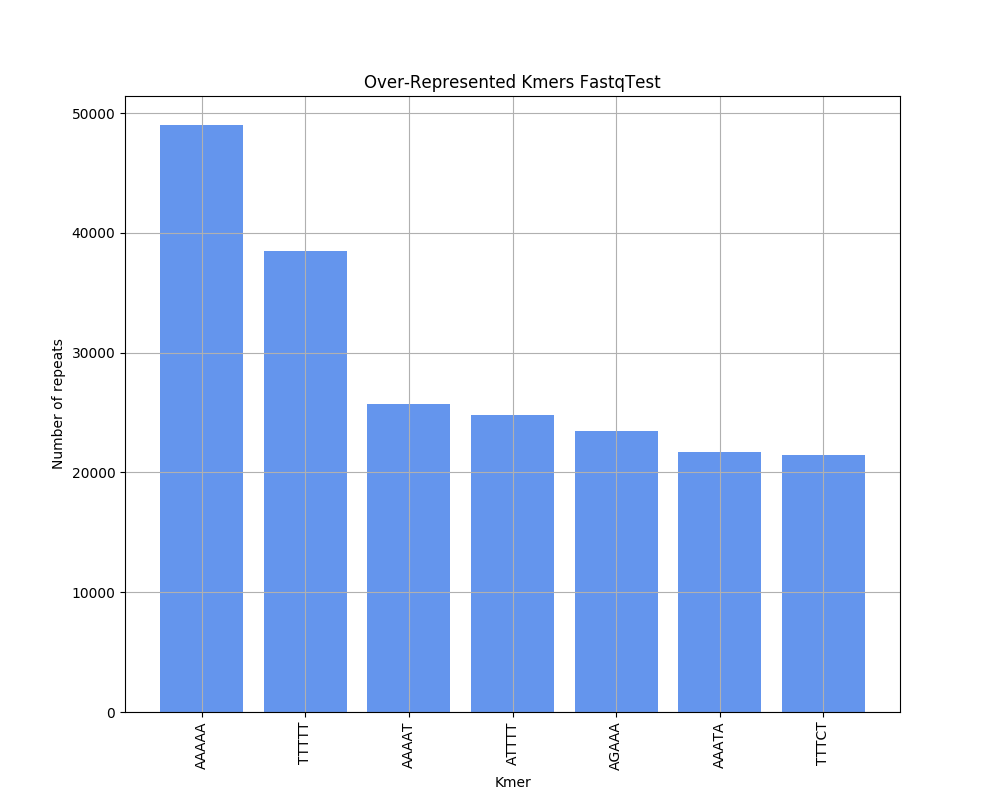 Over-Represented Kmers FastqTest
50000
40000
30000
20000
10000
0
Number of repeats
AAAAA
TTTTT
AAAAT
ATTTT
AGAAA
AAATA
TTTCT
Kmer